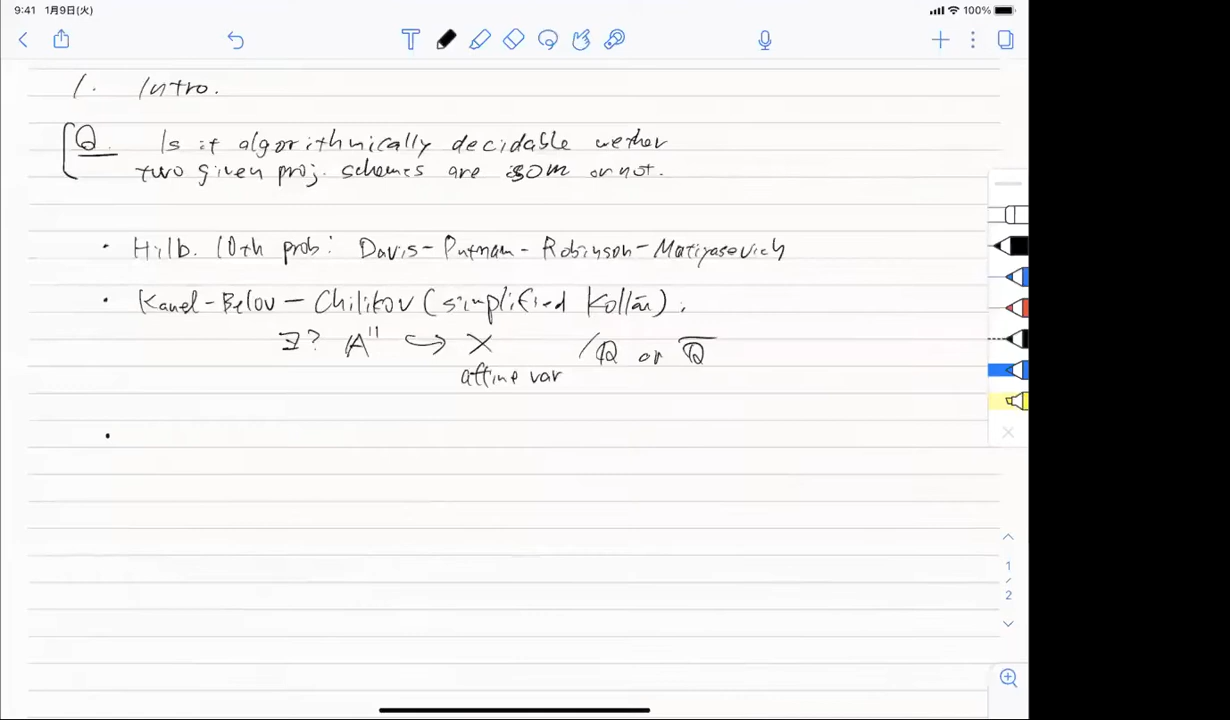 9:41 1月9日(火) 100%
1. Intro.
Q. Is it algorithmically decidable wether
two given proj. schemes are isom or not.
· Hilb. 10th prob: Davis-Putnam-Robinson-Matiyasevich
· Kanel-Belov - Chilikov (simplified Kollár):
∃? A^n ↪ X /ℚ or ℚ̅
affine var
·
1
/
2